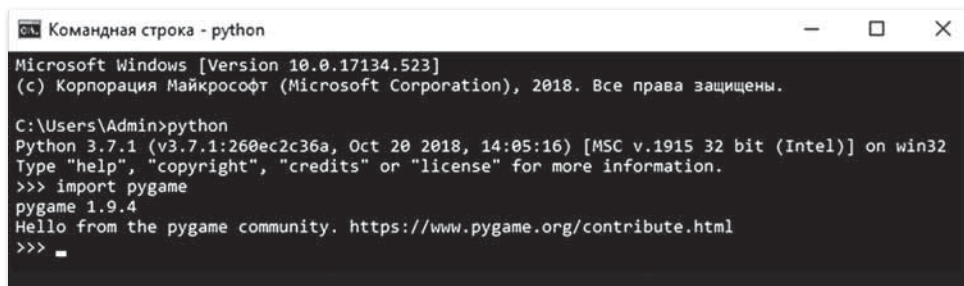 Командная строка - python
Microsoft Windows [Version 10.0.17134.523]
(c) Корпорация Майкрософт (Microsoft Corporation), 2018. Все права защищены.
C:\Users\Admin>python
Python 3.7.1 (v3.7.1:260ec2c36a, Oct 20 2018, 14:05:16) [MSC v.1915 32 bit (Intel)] on win32
Type "help", "copyright", "credits" or "license" for more information.
>>> import pygame
pygame 1.9.4
Hello from the pygame community. https://www.pygame.org/contribute.html
>>>